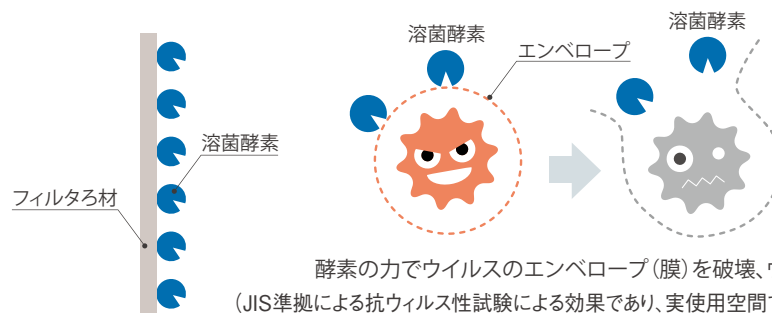 溶菌酵素
溶菌酵素
エンベロープ
溶菌酵素
フィルタろ材
酵素の力でウイルスのエンベロープ(膜)を破壊、
(JIS準拠による抗ウィルス性試験による効果であり、実使用空間